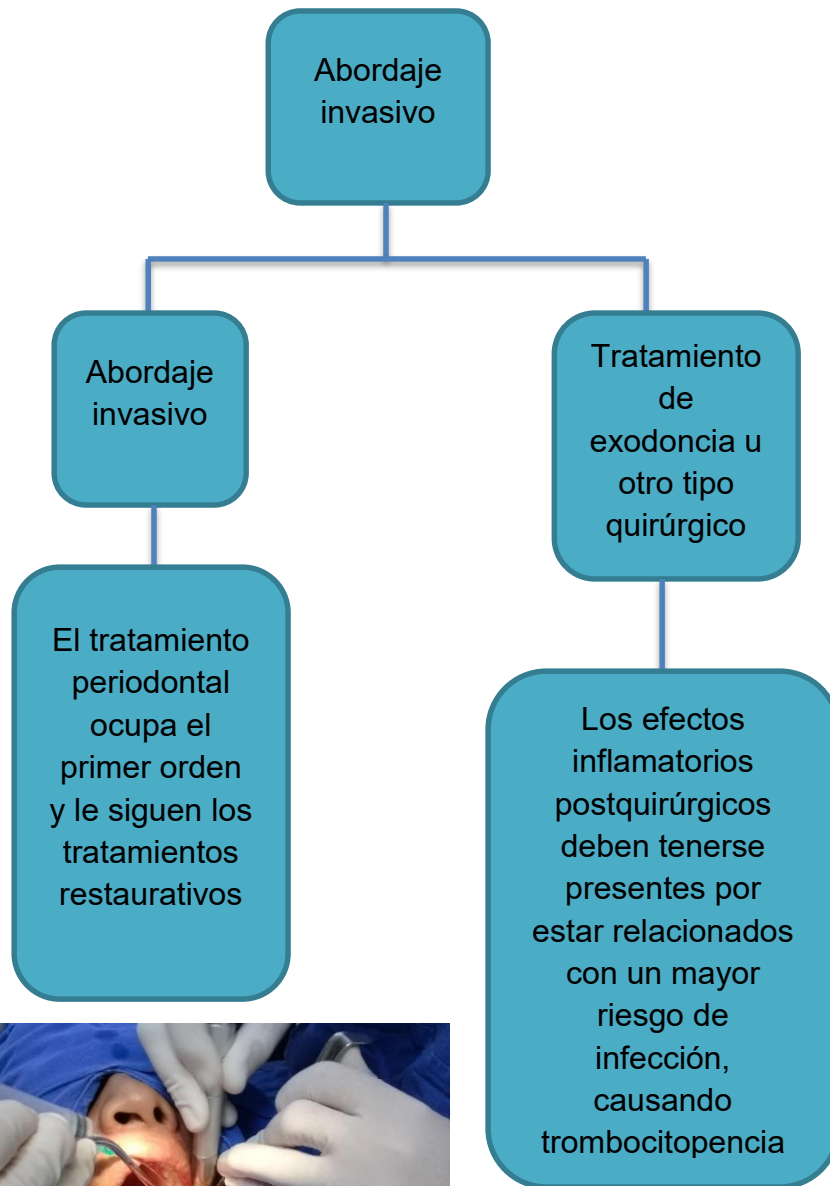 Abordaje
invasivo
Abordaje
invasivo
Tratamiento
de
exodoncia u
otro tipo
quirúrgico
El tratamiento
periodontal
ocupa el
primer orden
y le siguen los
tratamientos
restaurativos
Los efectos
inflamatorios
postquirúrgicos
deben tenerse
presentes por
estar relacionados
con un mayor
riesgo de
infección,
causando
trombocitopencia